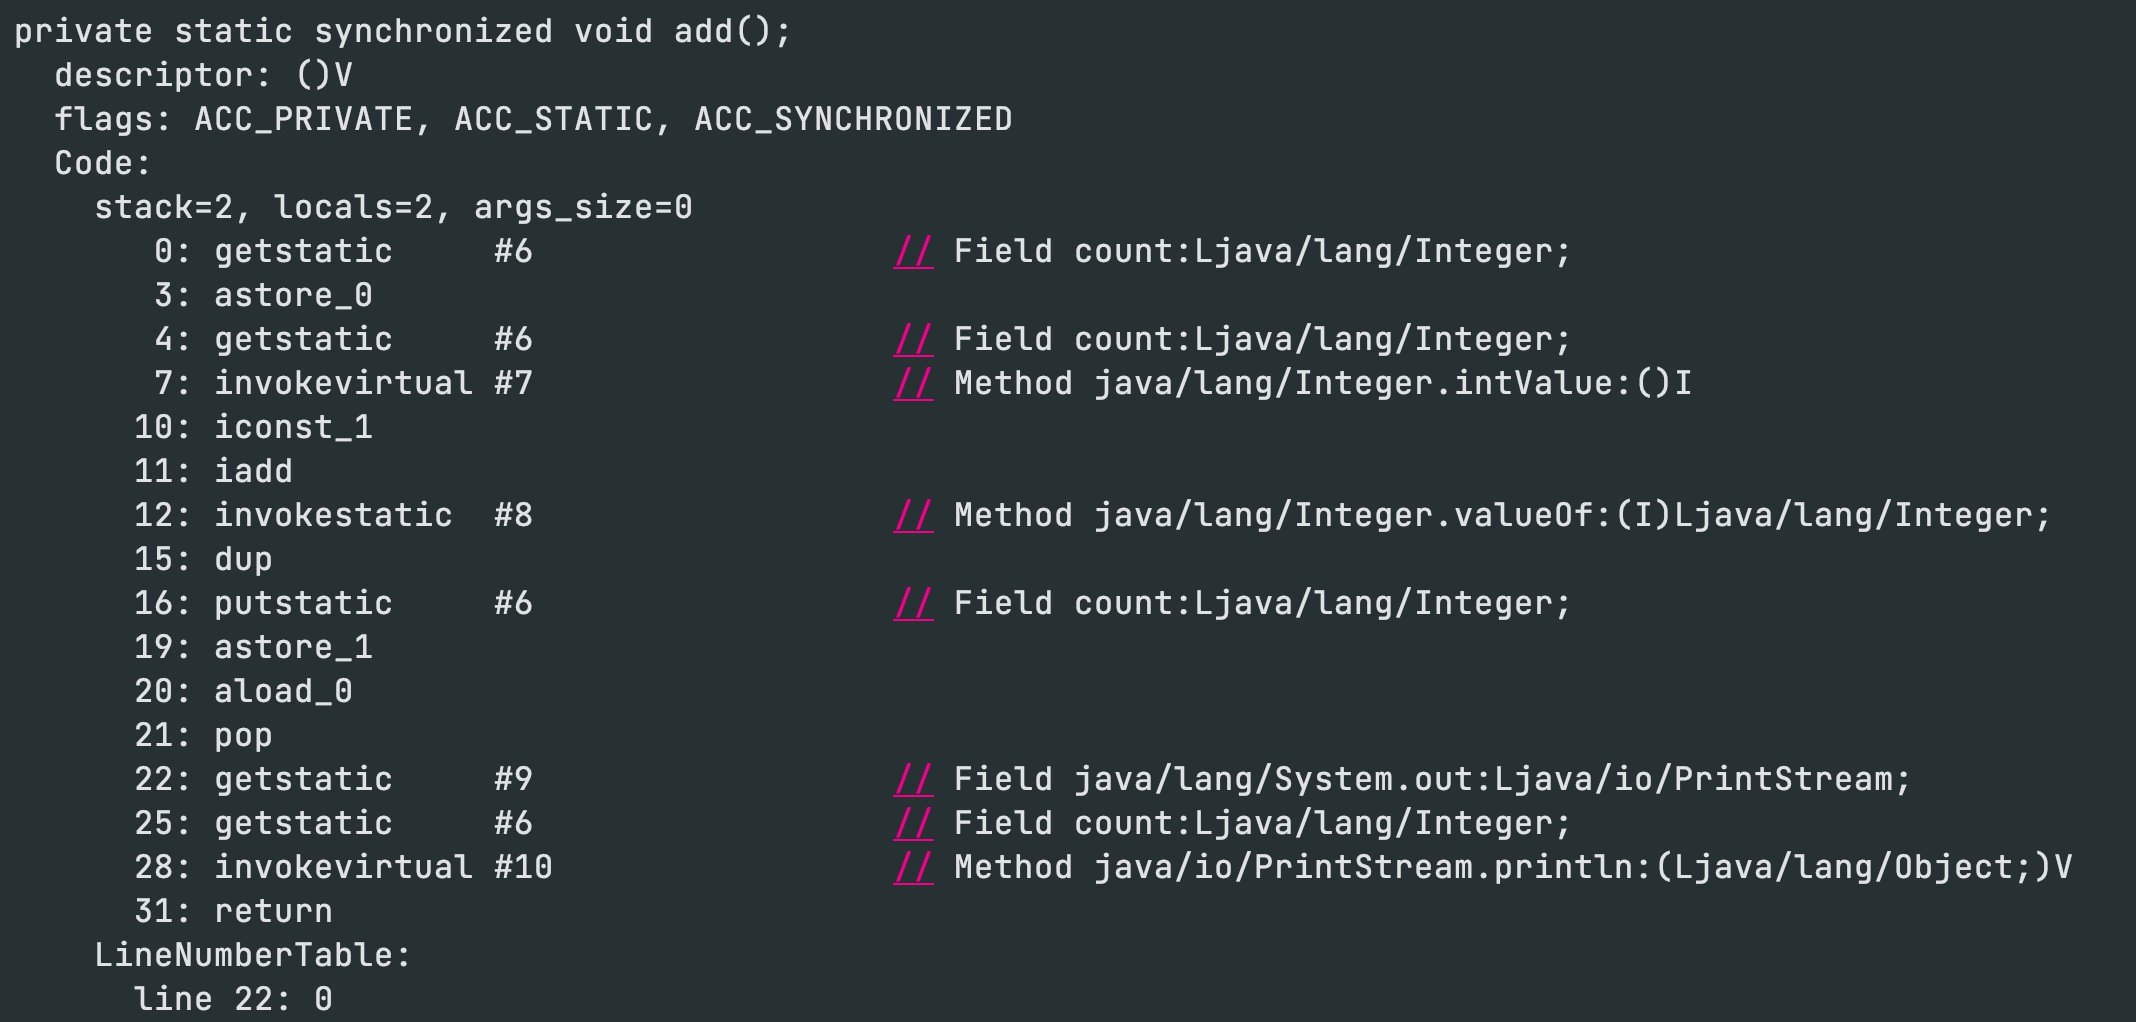 private static synchronized void add();
  descriptor: ()V
  flags: ACC_PRIVATE, ACC_STATIC, ACC_SYNCHRONIZED
  Code:
    stack=2, locals=2, args_size=0
       0: getstatic     #6                  // Field count:Ljava/lang/Integer;
       3: astore_0
       4: getstatic     #6                  // Field count:Ljava/lang/Integer;
       7: invokevirtual #7                  // Method java/lang/Integer.intValue:()I
      10: iconst_1
      11: iadd
      12: invokestatic  #8                  // Method java/lang/Integer.valueOf:(I)Ljava/lang/Integer;
      15: dup
      16: putstatic     #6                  // Field count:Ljava/lang/Integer;
      19: astore_1
      20: aload_0
      21: pop
      22: getstatic     #9                  // Field java/lang/System.out:Ljava/io/PrintStream;
      25: getstatic     #6                  // Field count:Ljava/lang/Integer;
      28: invokevirtual #10                 // Method java/io/PrintStream.println:(Ljava/lang/Object;)V
      31: return
    LineNumberTable:
      line 22: 0